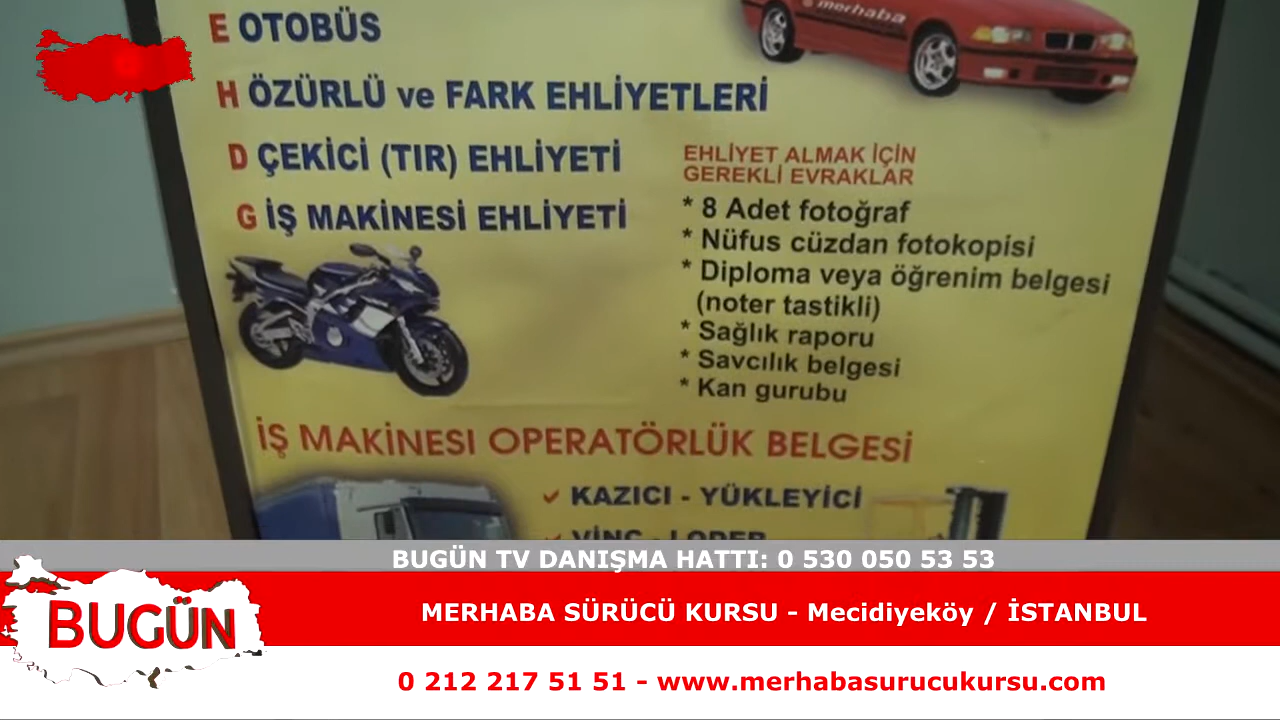 merhaba
E OTOBÜS
H ÖZÜRLÜ ve FARK EHLİYETLERİ
D ÇEKİCİ (TIR) EHLİYETİ
G İŞ MAKİNESİ EHLİYETİ
EHLİYET ALMAK İÇİN
GEREKLİ EVRAKLAR
* 8 Adet fotoğraf
* Nüfus cüzdan fotokopisi
* Diploma veya öğrenim belgesi
(noter tastikli)
* Sağlık raporu
* Savcılık belgesi
* Kan gurubu
İŞ MAKİNESI OPERATÖRLÜK BELGESİ
KAZICI - YÜKLEYİCİ
VİNÇ - LODER
BUGÜN TV DANIŞMA HATTI: 0 530 050 53 53
BUGÜN
MERHABA SÜRÜCÜ KURSU - Mecidiyeköy / İSTANBUL
0 212 217 51 51 - www.merhabasurucukursu.com